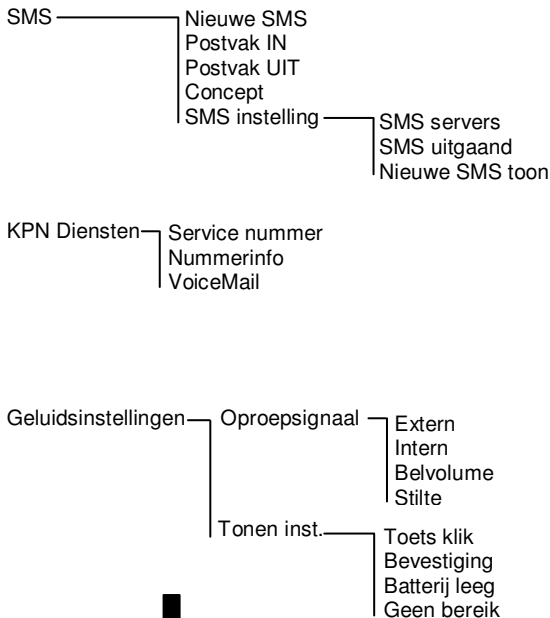 SMS Nieuwe SMS
Postvak IN
Postvak UIT
Concept
SMS instelling SMS servers
SMS uitgaand
Nieuwe SMS toon
KPN Diensten Service nummer
Nummerinfo
VoiceMail
Geluidsinstellingen Oproepsignaal Extern
Intern
Belvolume
Stilte
Tonen inst. Toets klik
Bevestiging
Batterij leeg
Geen bereik